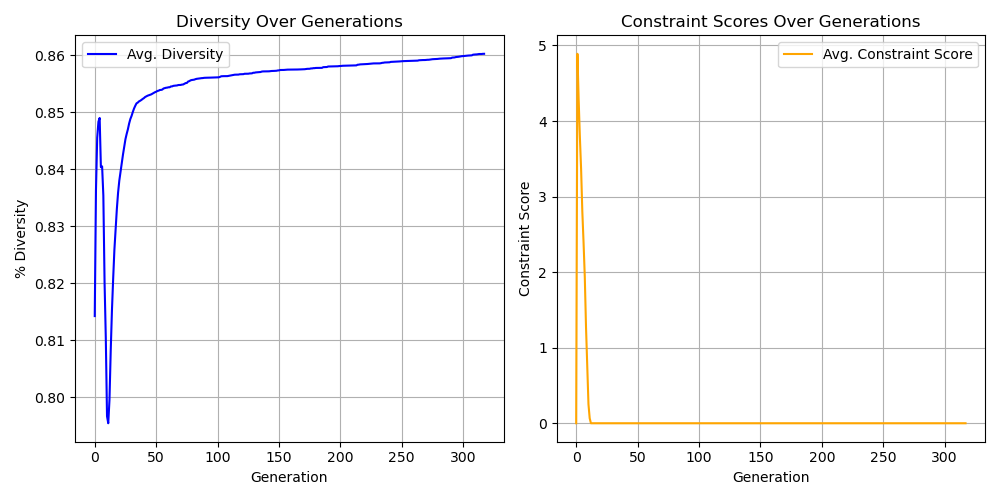 Diversity Over Generations
Avg. Diversity
% Diversity
0.86
0.85
0.84
0.83
0.82
0.81
0.80
0 50 100 150 200 250 300
Generation
Constraint Scores Over Generations
Avg. Constraint Score
Constraint Score
5
4
3
2
1
0
0 50 100 150 200 250 300
Generation